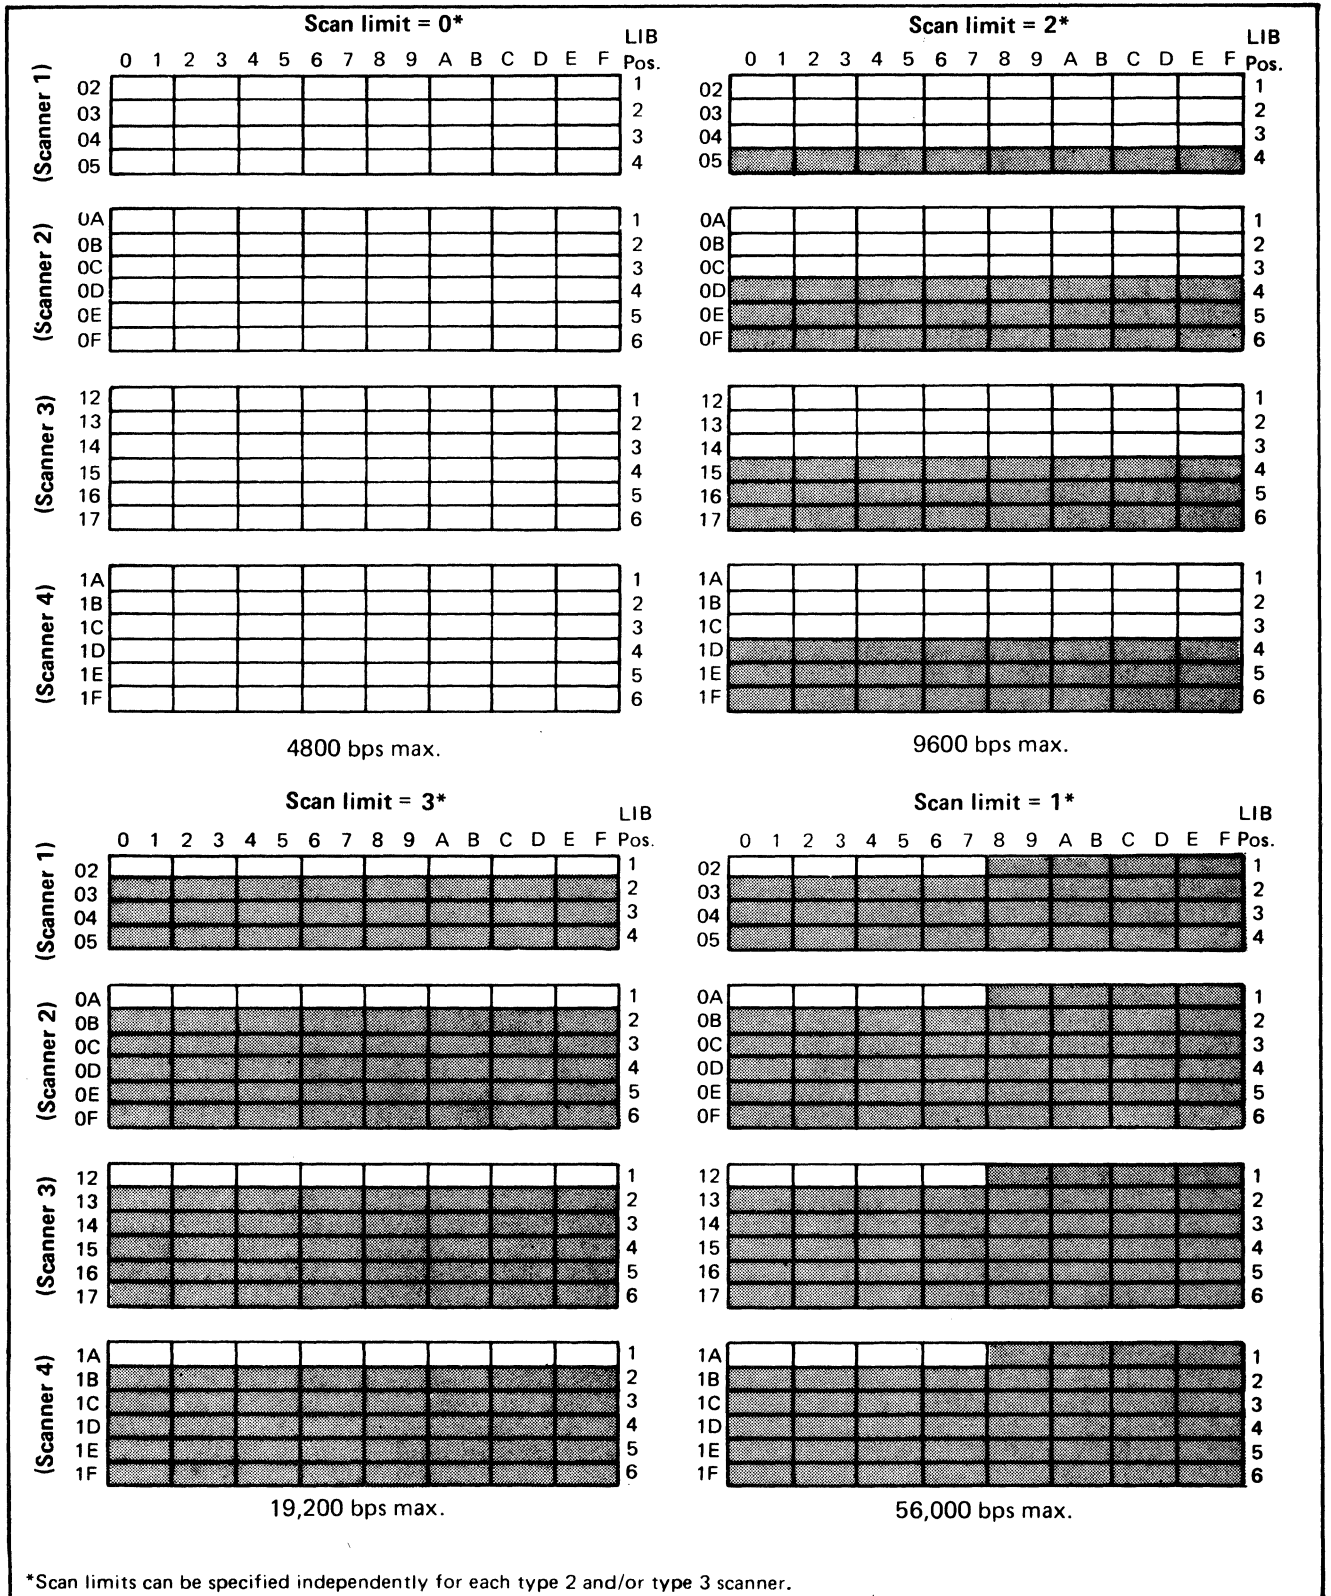 Scan limit = 0*
LIB
0 1 2 3 4 5 6 7 8 9 A B C D E F Pos.
(Scanner 1)
02 1
03 2
04 3
05 4
(Scanner 2)
0A 1
0B 2
0C 3
0D 4
0E 5
0F 6
(Scanner 3)
12 1
13 2
14 3
15 4
16 5
17 6
(Scanner 4)
1A 1
1B 2
1C 3
1D 4
1E 5
1F 6
4800 bps max.
Scan limit = 2*
LIB
0 1 2 3 4 5 6 7 8 9 A B C D E F Pos.
02 1
03 2
04 3
05 4
0A 1
0B 2
0C 3
0D 4
0E 5
0F 6
12 1
13 2
14 3
15 4
16 5
17 6
1A 1
1B 2
1C 3
1D 4
1E 5
1F 6
9600 bps max.
Scan limit = 3*
LIB
0 1 2 3 4 5 6 7 8 9 A B C D E F Pos.
(Scanner 1)
02 1
03 2
04 3
05 4
(Scanner 2)
0A 1
0B 2
0C 3
0D 4
0E 5
0F 6
(Scanner 3)
12 1
13 2
14 3
15 4
16 5
17 6
(Scanner 4)
1A 1
1B 2
1C 3
1D 4
1E 5
1F 6
19,200 bps max.
Scan limit = 1*
LIB
0 1 2 3 4 5 6 7 8 9 A B C D E F Pos.
02 1
03 2
04 3
05 4
0A 1
0B 2
0C 3
0D 4
0E 5
0F 6
12 1
13 2
14 3
15 4
16 5
17 6
1A 1
1B 2
1C 3
1D 4
1E 5
1F 6
56,000 bps max.
*Scan limits can be specified independently for each type 2 and/or type 3 scanner.